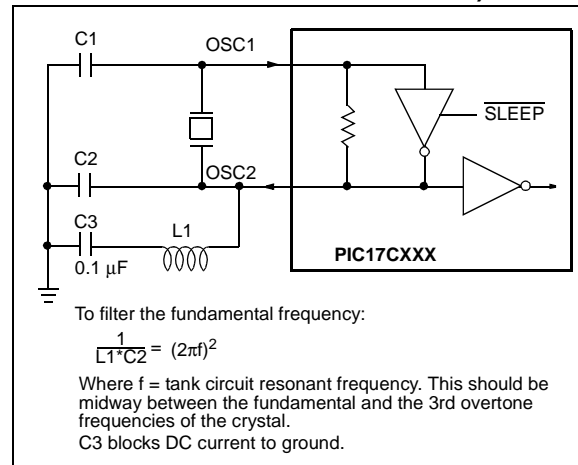 C1
OSC1
SLEEP
C2
OSC2
C3
L1
0.1 µF
PIC17CXXX
To filter the fundamental frequency:
1
L1*C2 = (2πf)2
Where f = tank circuit resonant frequency. This should be
midway between the fundamental and the 3rd overtone
frequencies of the crystal.
C3 blocks DC current to ground.